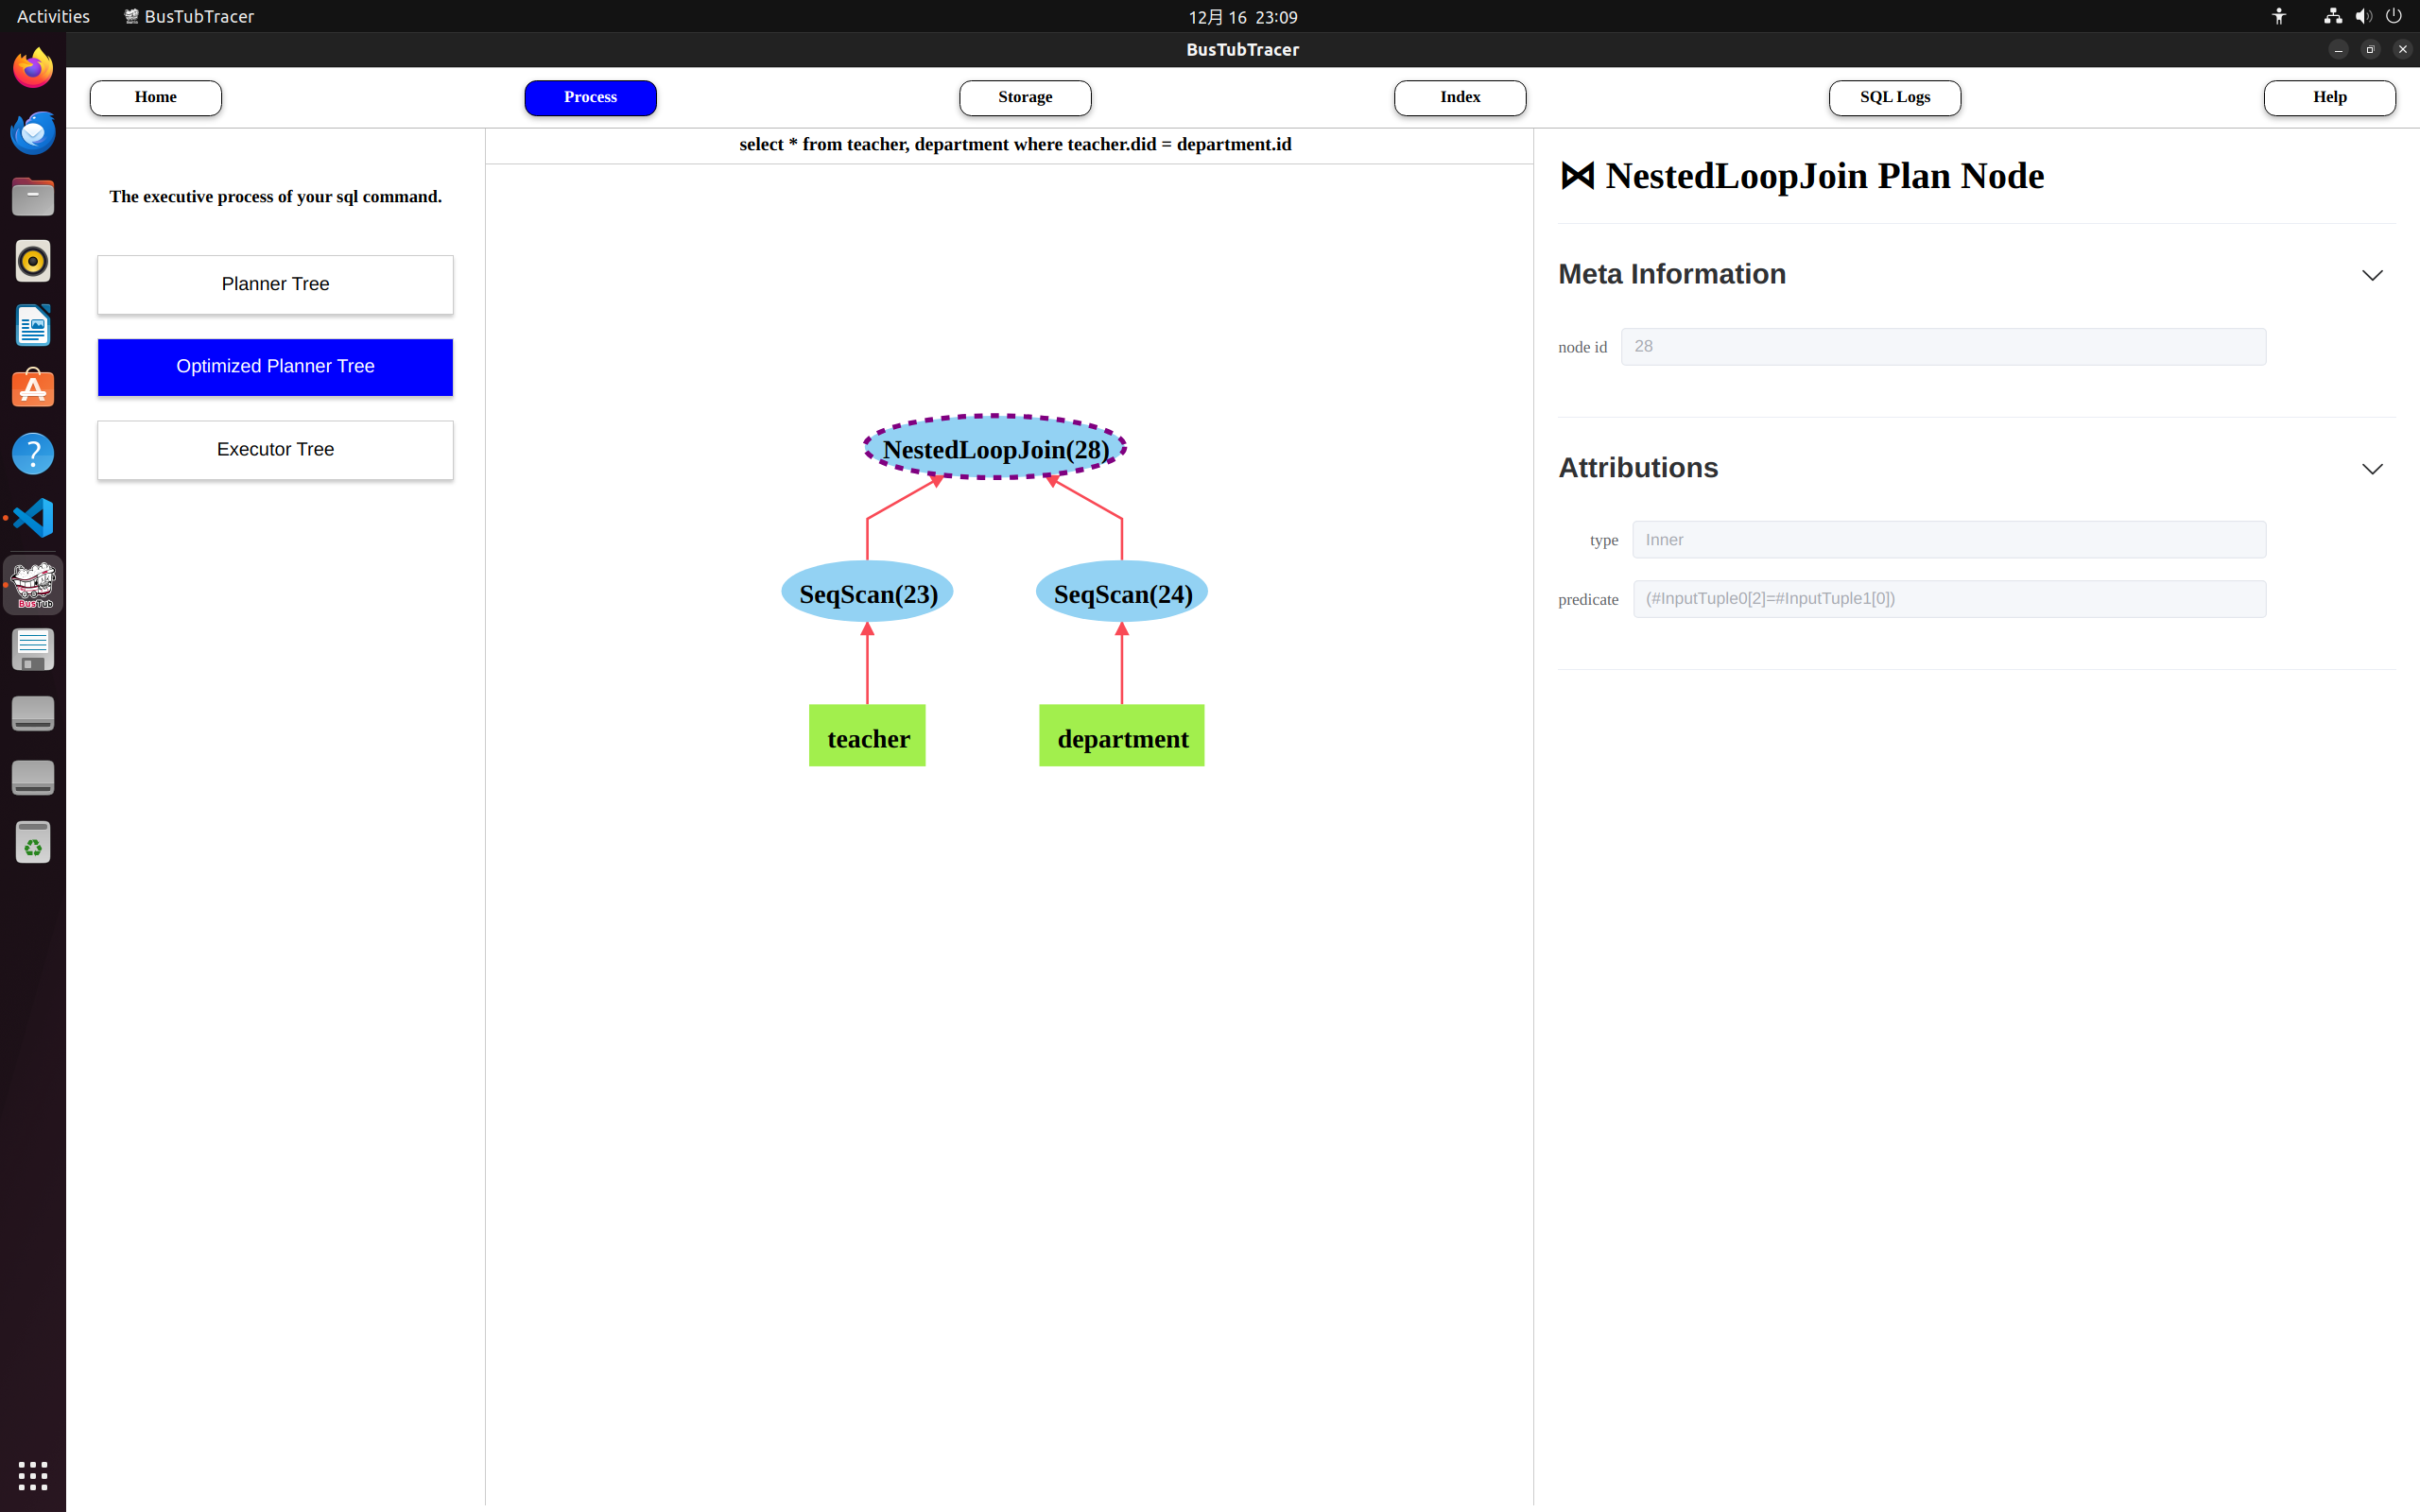 Activities
BusTubTracer
12月 16 23:09
BusTubTracer
Home
Process
Storage
Index
SQL Logs
Help
The executive process of your sql command.
Planner Tree
Optimized Planner Tree
Executor Tree
select * from teacher, department where teacher.did = department.id
NestedLoopJoin(28)
SeqScan(23)
SeqScan(24)
teacher
department
⋈ NestedLoopJoin Plan Node
Meta Information
node id
28
Attributions
type
Inner
predicate
(#InputTuple0[2]=#InputTuple1[0])
BusTub